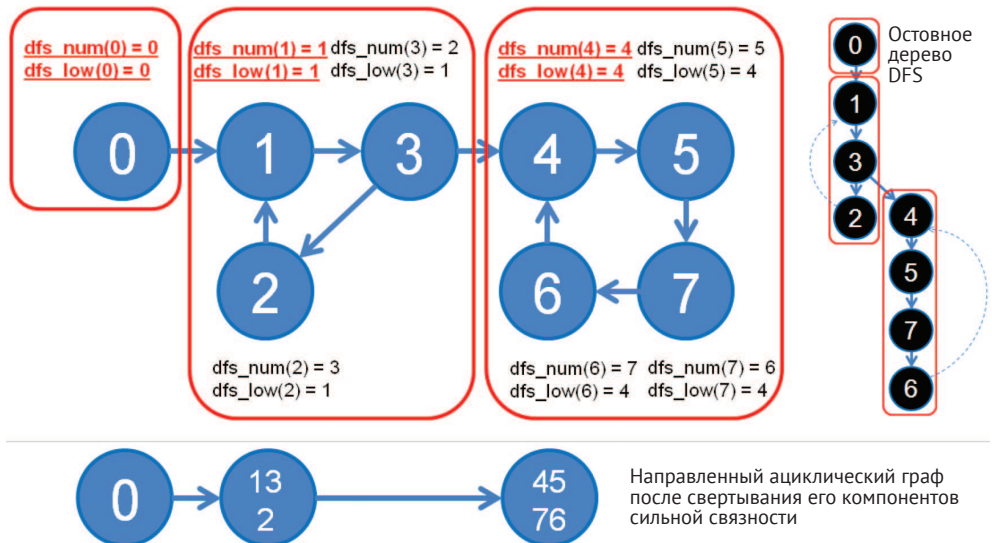 dfs_num(0) = 0
dfs_low(0) = 0
dfs_num(1) = 1
dfs_low(1) = 1
dfs_num(3) = 2
dfs_low(3) = 1
dfs_num(4) = 4
dfs_low(4) = 4
dfs_num(5) = 5
dfs_low(5) = 4
0
1
3
4
5
2
6
7
dfs_num(2) = 3
dfs_low(2) = 1
dfs_num(6) = 7
dfs_low(6) = 4
dfs_num(7) = 6
dfs_low(7) = 4
0
1
3
2
4
5
7
6
Остовное
дерево
DFS
0
13
2
45
76
Направленный ациклический граф
после свертывания его компонентов
сильной связности